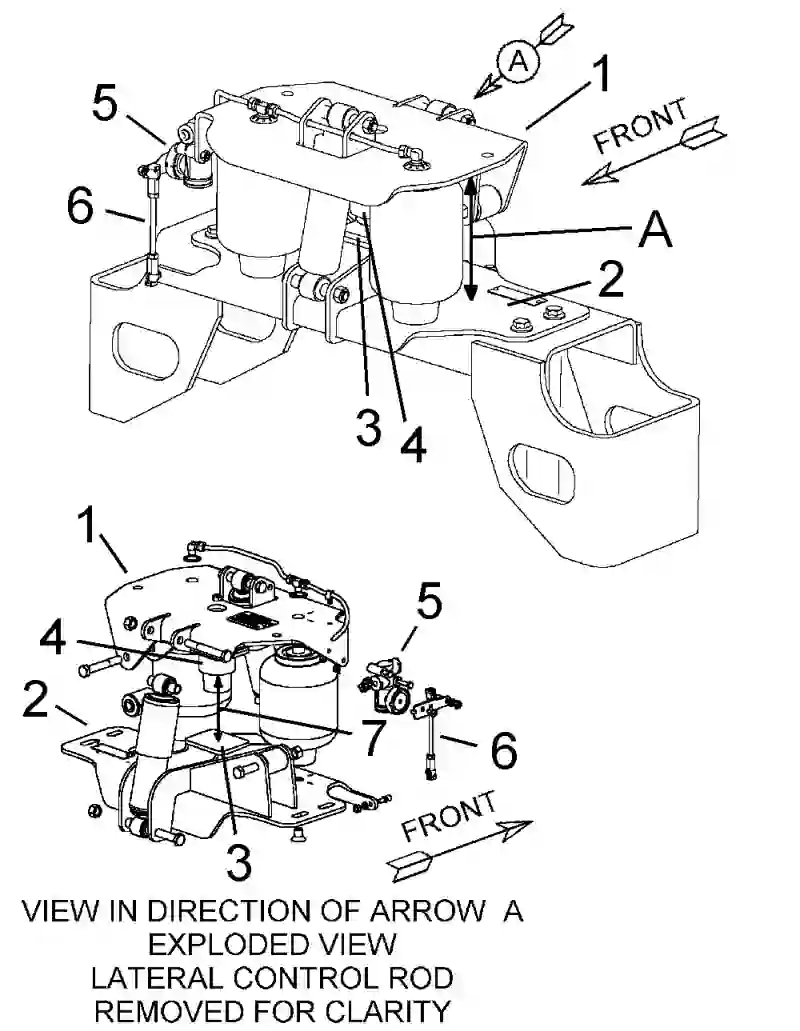 A
1
5
FRONT
6
A
2
3
4
1
5
4
2
7
6
FRONT
3
VIEW IN DIRECTION OF ARROW A
EXPLODED VIEW
LATERAL CONTROL ROD
REMOVED FOR CLARITY